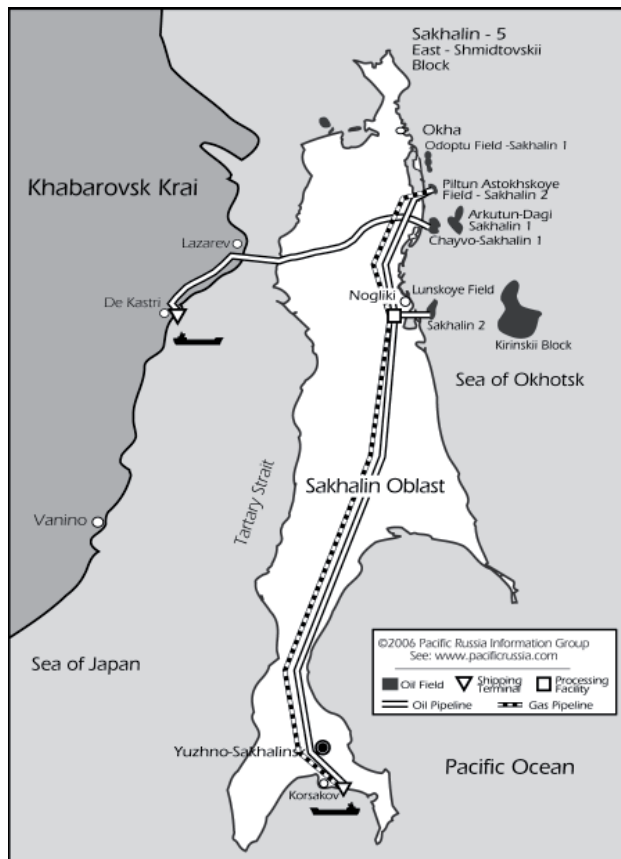 Sakhalin - 5
East - Shmidtovskii
Block
Okha
Odoptu Field -Sakhalin 1
Khabarovsk Krai
Piltun Astokhskoye
Field - Sakhalin 2
Arkutun-Dagi
Sakhalin 1
Chayvo-Sakhalin 1
Lazarev
Nogliki
Lunskoye Field
De Kastri
Sakhalin 2
Kirinskii Block
Sea of Okhotsk
Tartary Strait
Sakhalin Oblast
Vanino
©2006 Pacific Russia Information Group
See: www.pacificrussia.com
Oil Field
Shipping
Terminal
Processing
Facility
Oil Pipeline
Gas Pipeline
Sea of Japan
Yuzhno-Sakhalinsk
Pacific Ocean
Korsakov